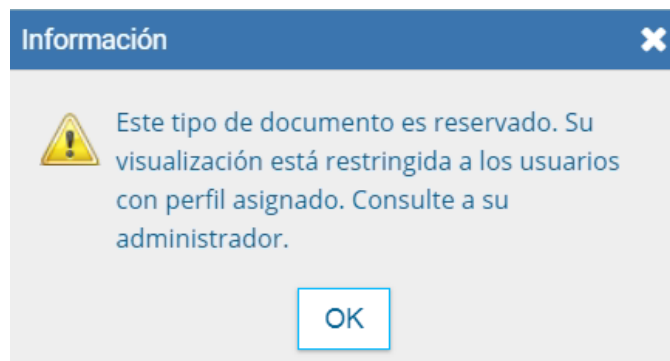 Información
Este tipo de documento es reservado. Su
visualización está restringida a los usuarios
con perfil asignado. Consulte a su
administrador.
OK